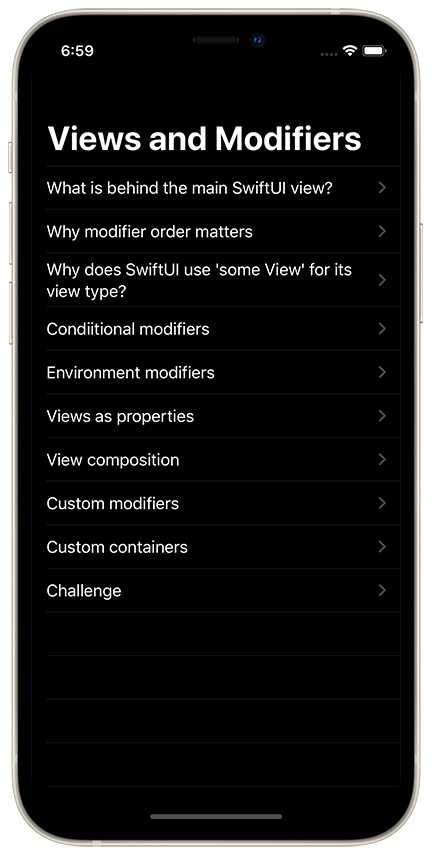 6:59
Views and Modifiers
What is behind the main SwiftUI view?
Why modifier order matters
Why does SwiftUI use 'some View' for its
view type?
Condiitional modifiers
Environment modifiers
Views as properties
View composition
Custom modifiers
Custom containers
Challenge